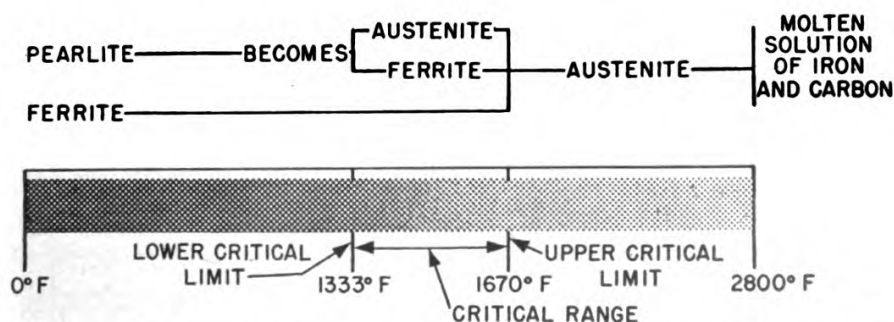 PEARLITE BECOMES AUSTENITE
FERRITE AUSTENITE
FERRITE
MOLTEN
SOLUTION
OF IRON
AND CARBON
LOWER CRITICAL
LIMIT
UPPER CRITICAL
LIMIT
0° F 1333° F 1670° F 2800° F
CRITICAL RANGE